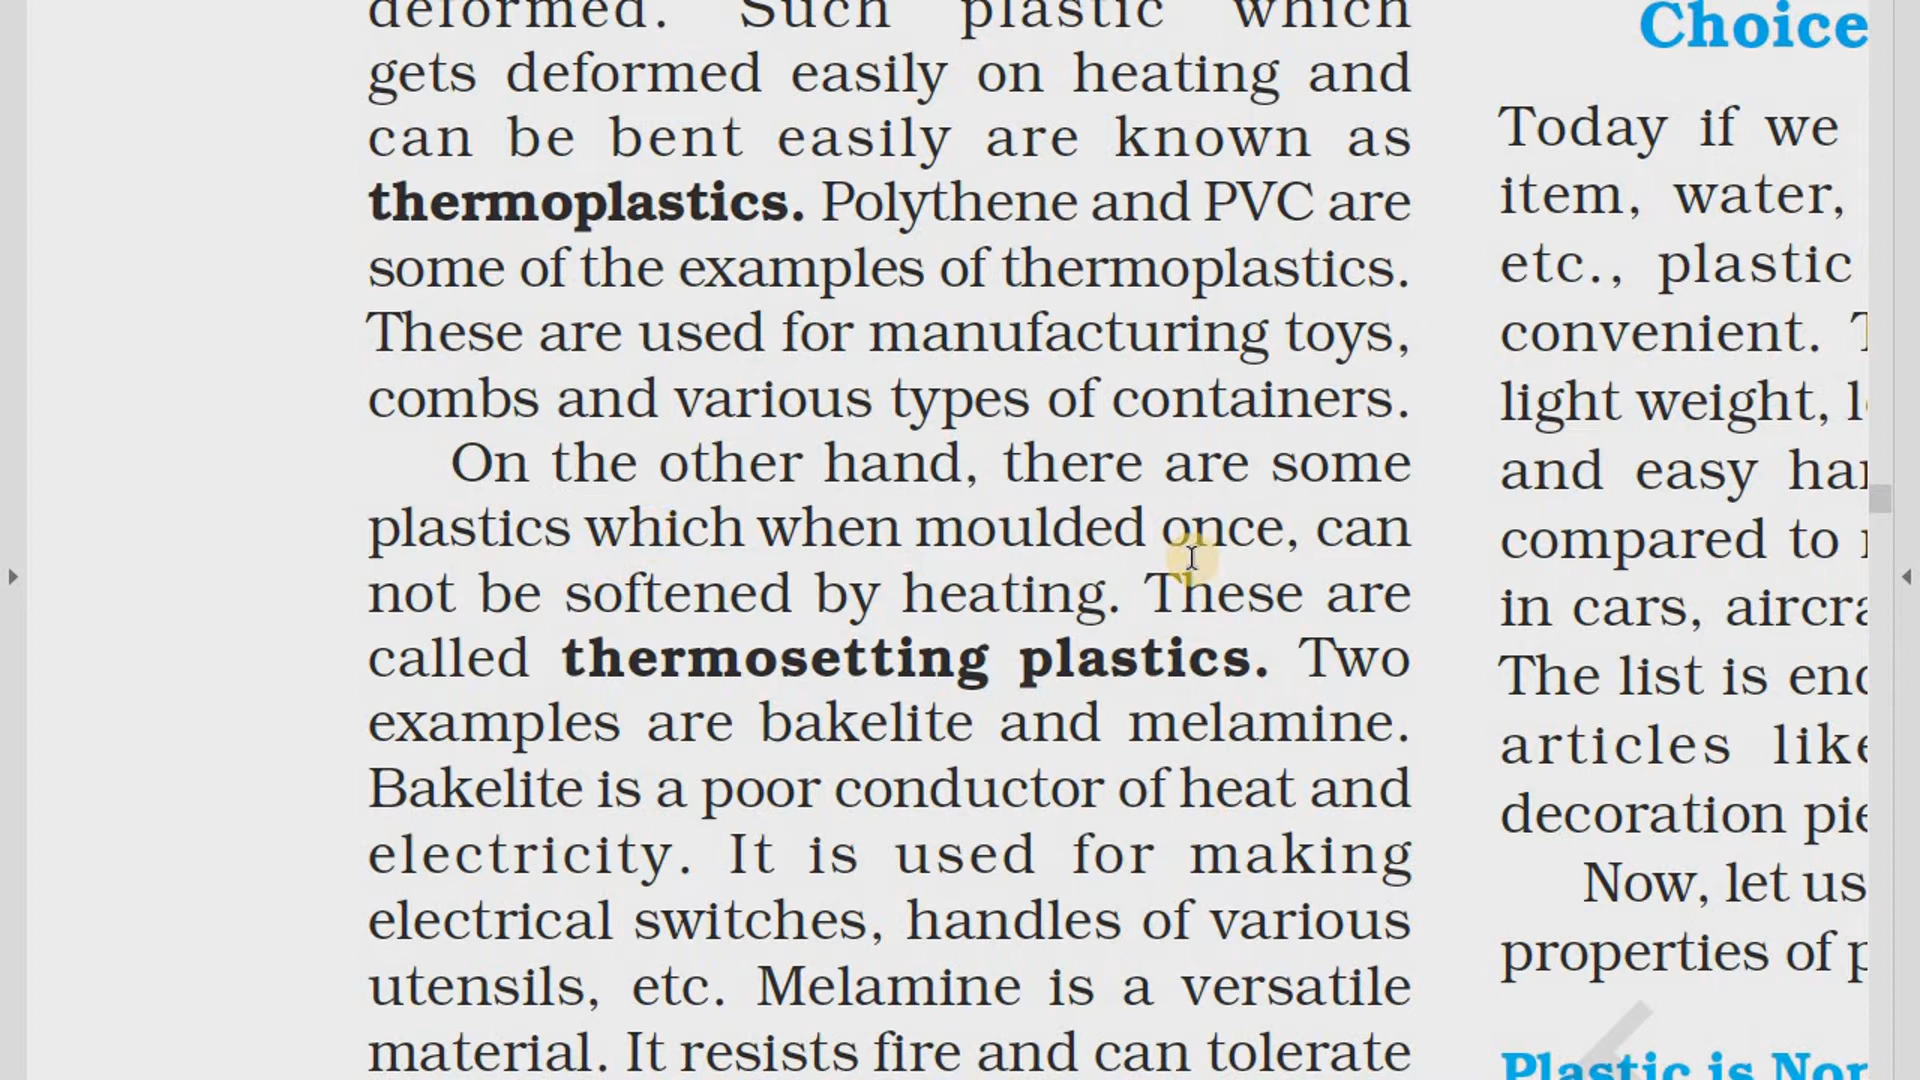 deformed. Such plastic which
gets deformed easily on heating and
can be bent easily are known as
thermoplastics. Polythene and PVC are
some of the examples of thermoplastics.
These are used for manufacturing toys,
combs and various types of containers.
On the other hand, there are some
plastics which when moulded once, can
not be softened by heating. These are
called thermosetting plastics. Two
examples are bakelite and melamine.
Bakelite is a poor conductor of heat and
electricity. It is used for making
electrical switches, handles of various
utensils, etc. Melamine is a versatile
material. It resists fire and can tolerate
Choice
Today if we
item, water,
etc., plastic
convenient.
light weight,
and easy
compared to
in cars,
The list is
articles
decoration
Now, let us
properties of
Plastic is